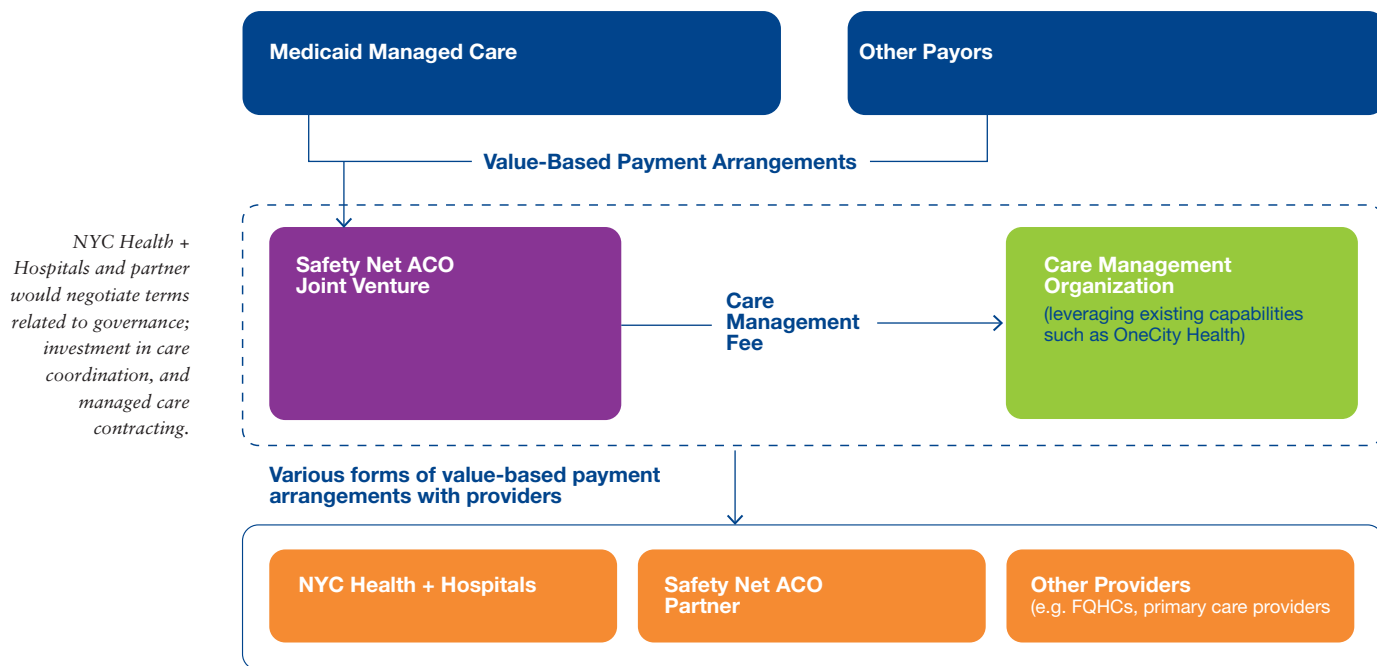 Medicaid Managed Care
Other Payors
Value-Based Payment Arrangements
NYC Health +
Hospitals and partner
would negotiate terms
related to governance;
investment in care
coordination, and
managed care
contracting.
Safety Net ACO
Joint Venture
Care
Management
Fee
Care Management
Organization
(leveraging existing capabilities
such as OneCity Health)
Various forms of value-based payment
arrangements with providers
NYC Health + Hospitals
Safety Net ACO
Partner
Other Providers
(e.g. FQHCs, primary care providers